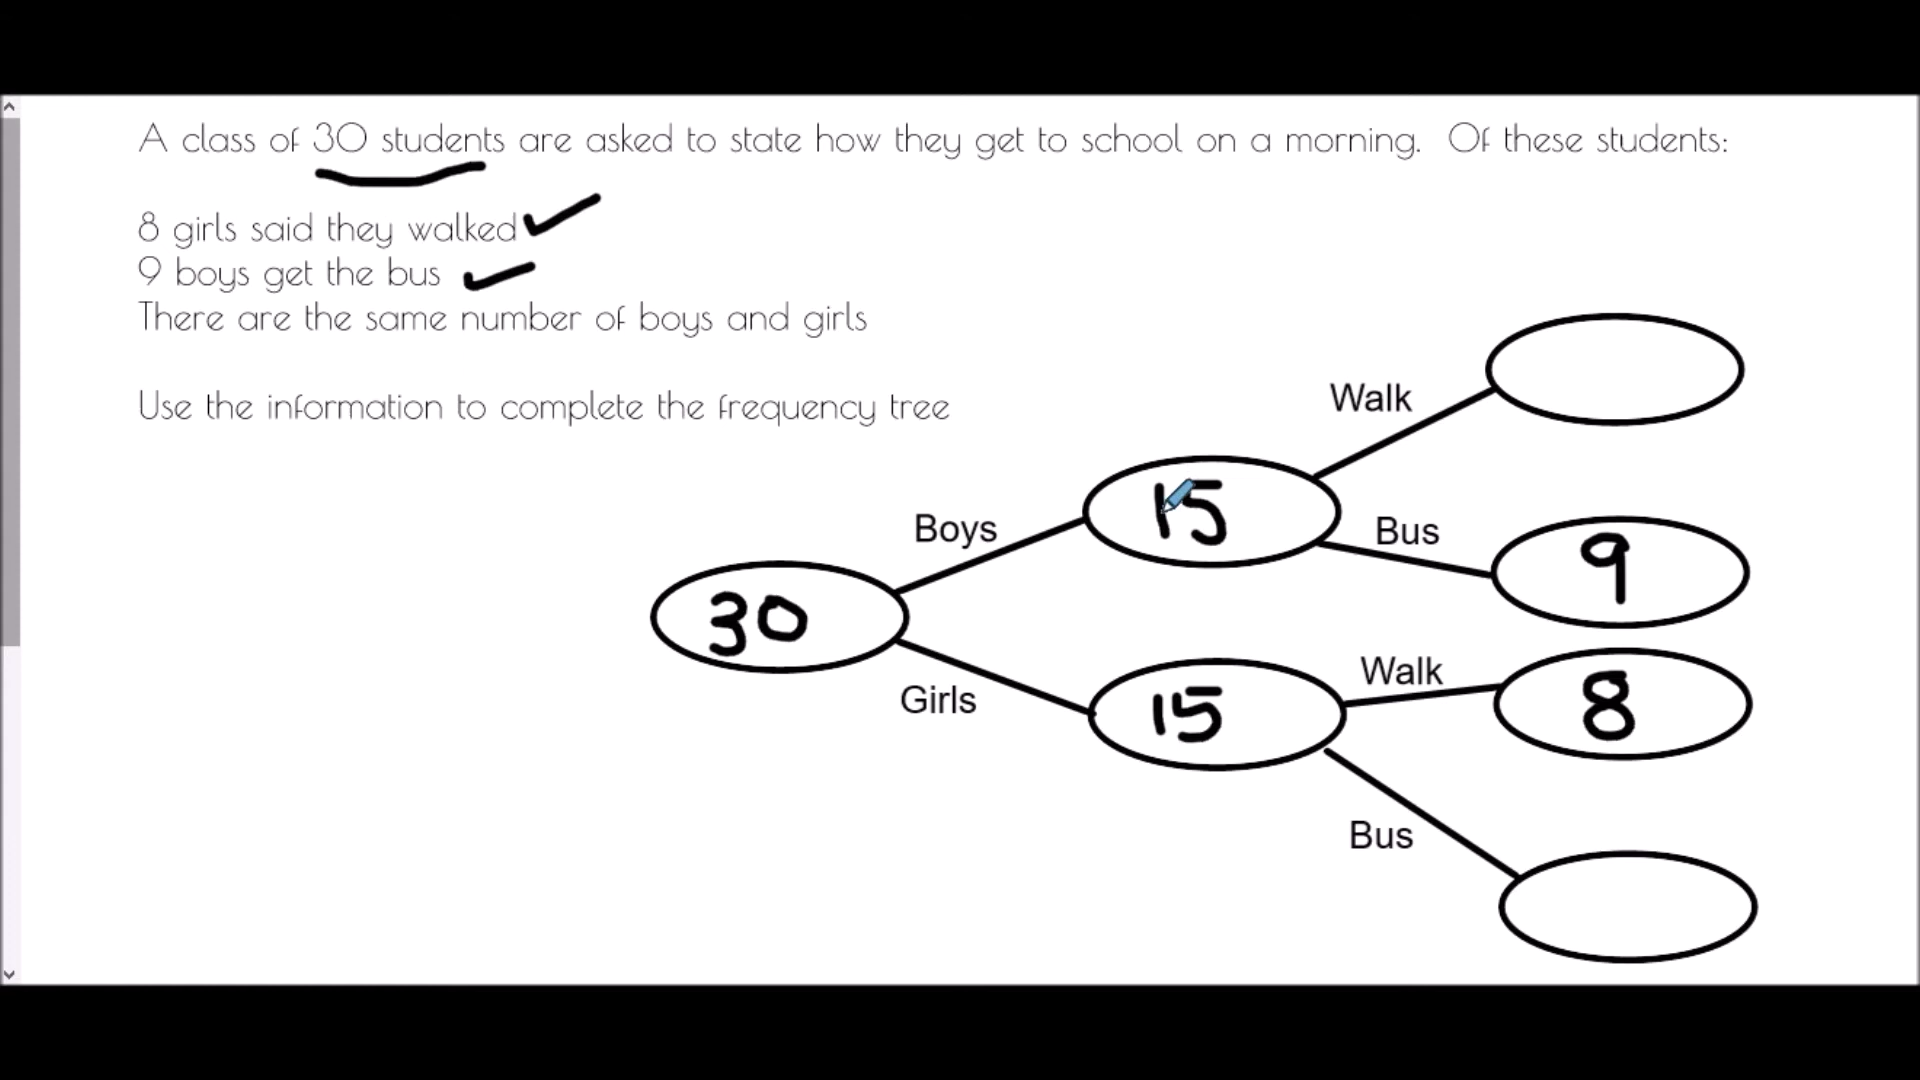 A class of 30 students are asked to state how they get to school on a morning. Of these students:
8 girls said they walked
9 boys get the bus
There are the same number of boys and girls
Use the information to complete the frequency tree
Walk
15
Boys
Bus
9
30
Girls
15
Walk
8
Bus